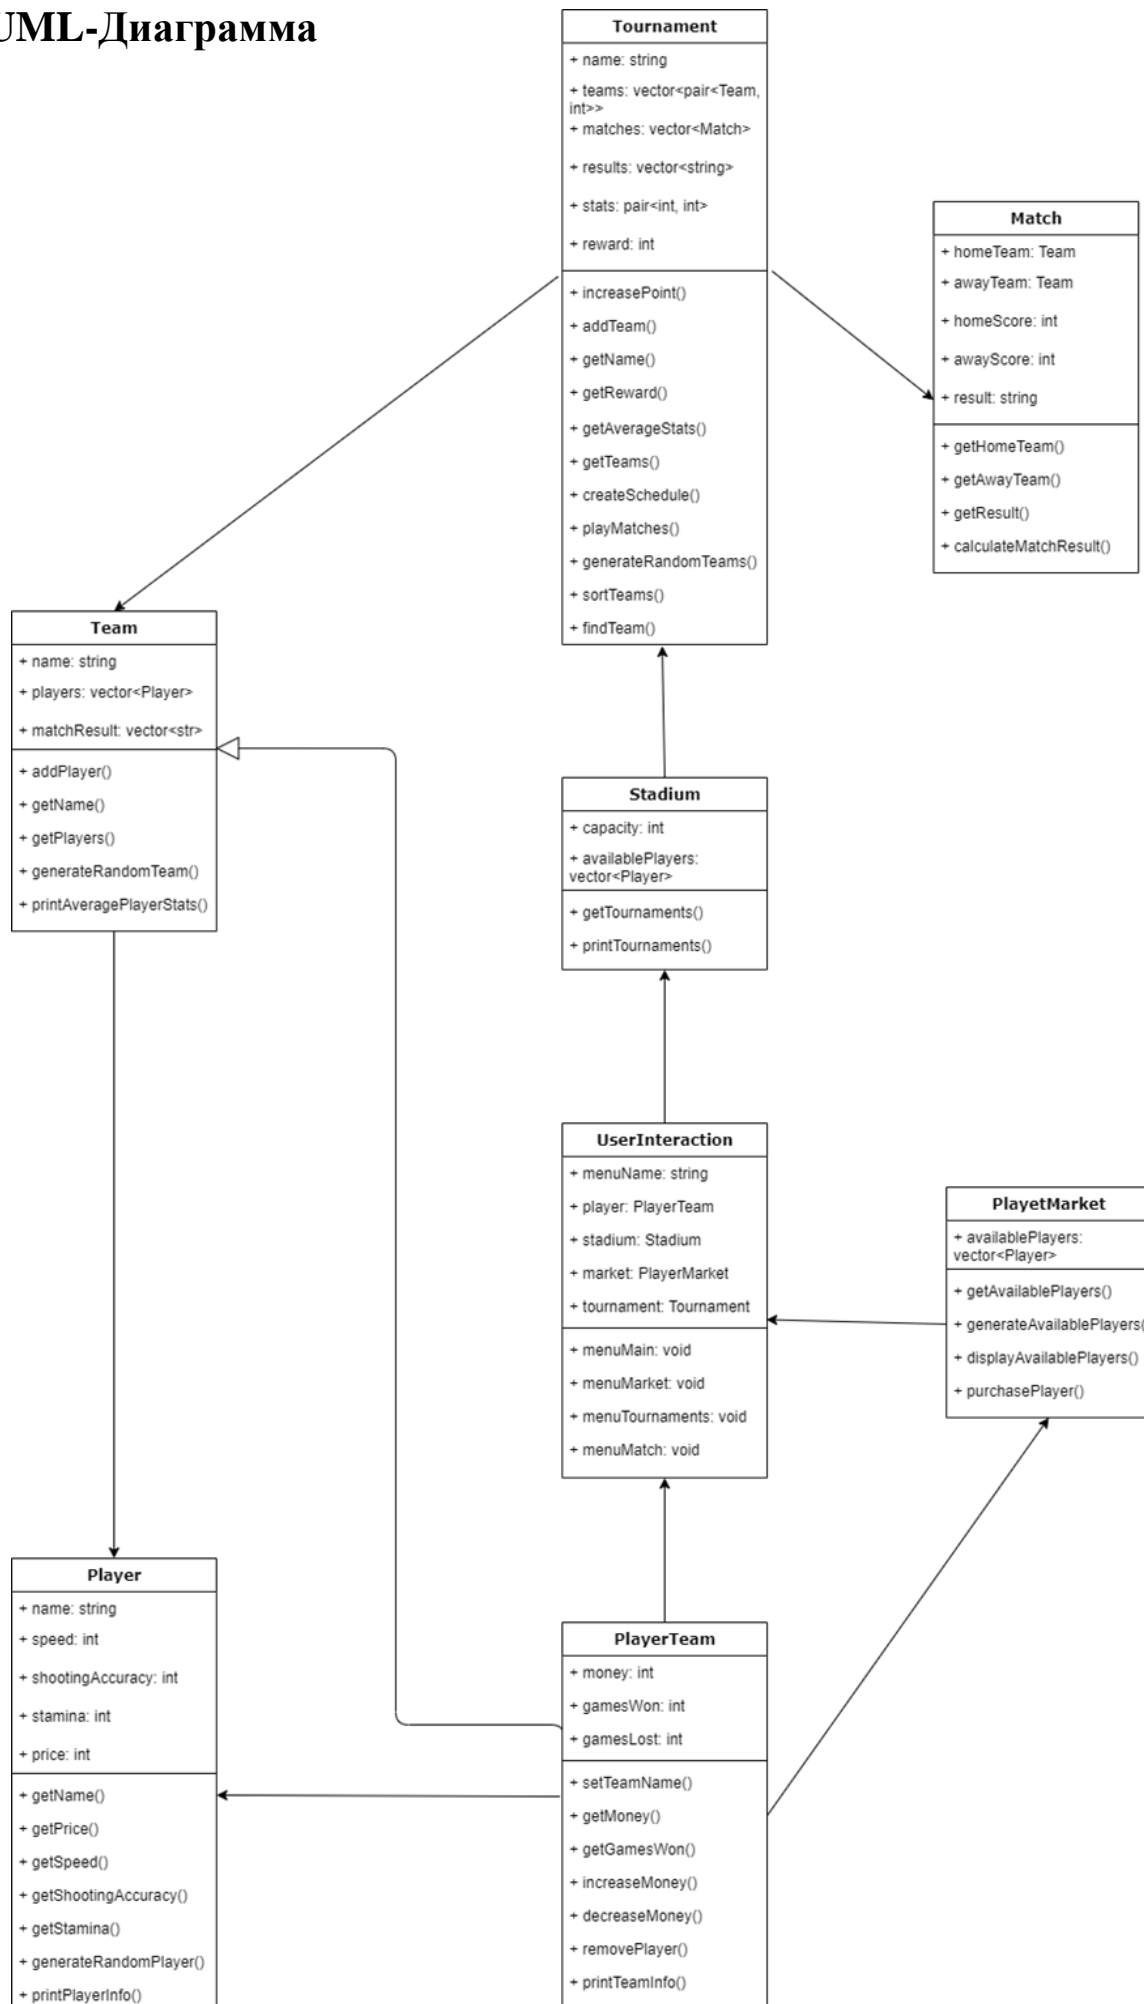 UML-Диаграмма
Tournament
+ name: string
+ teams: vector<pair<Team,
int>>
+ matches: vector<Match>
+ results: vector<string>
+ stats: pair<int, int>
+ reward: int
+ increasePoint()
+ addTeam()
+ getName()
+ getReward()
+ getAverageStats()
+ getTeams()
+ createSchedule()
+ playMatches()
+ generateRandomTeams()
+ sortTeams()
+ findTeam()
Match
+ homeTeam: Team
+ awayTeam: Team
+ homeScore: int
+ awayScore: int
+ result: string
+ getHomeTeam()
+ getAwayTeam()
+ getResult()
+ calculateMatchResult()
Team
+ name: string
+ players: vector<Player>
+ matchResult: vector<str>
+ addPlayer()
+ getName()
+ getPlayers()
+ generateRandomTeam()
+ printAveragePlayerStats()
Stadium
+ capacity: int
+ availablePlayers:
vector<Player>
+ getTournaments()
+ printTournaments()
UserInteraction
+ menuName: string
+ player: PlayerTeam
+ stadium: Stadium
+ market: PlayerMarket
+ tournament: Tournament
+ menuMain: void
+ menuMarket: void
+ menuTournaments: void
+ menuMatch: void
PlayetMarket
+ availablePlayers:
vector<Player>
+ getAvailablePlayers()
+ generateAvailablePlayers(
+ displayAvailablePlayers()
+ purchasePlayer()
Player
+ name: string
+ speed: int
+ shootingAccuracy: int
+ stamina: int
+ price: int
+ getName()
+ getPrice()
+ getSpeed()
+ getShootingAccuracy()
+ getStamina()
+ generateRandomPlayer()
+ printPlayerInfo()
PlayerTeam
+ money: int
+ gamesWon: int
+ gamesLost: int
+ setTeamName()
+ getMoney()
+ getGamesWon()
+ increaseMoney()
+ decreaseMoney()
+ removePlayer()
+ printTeamInfo()